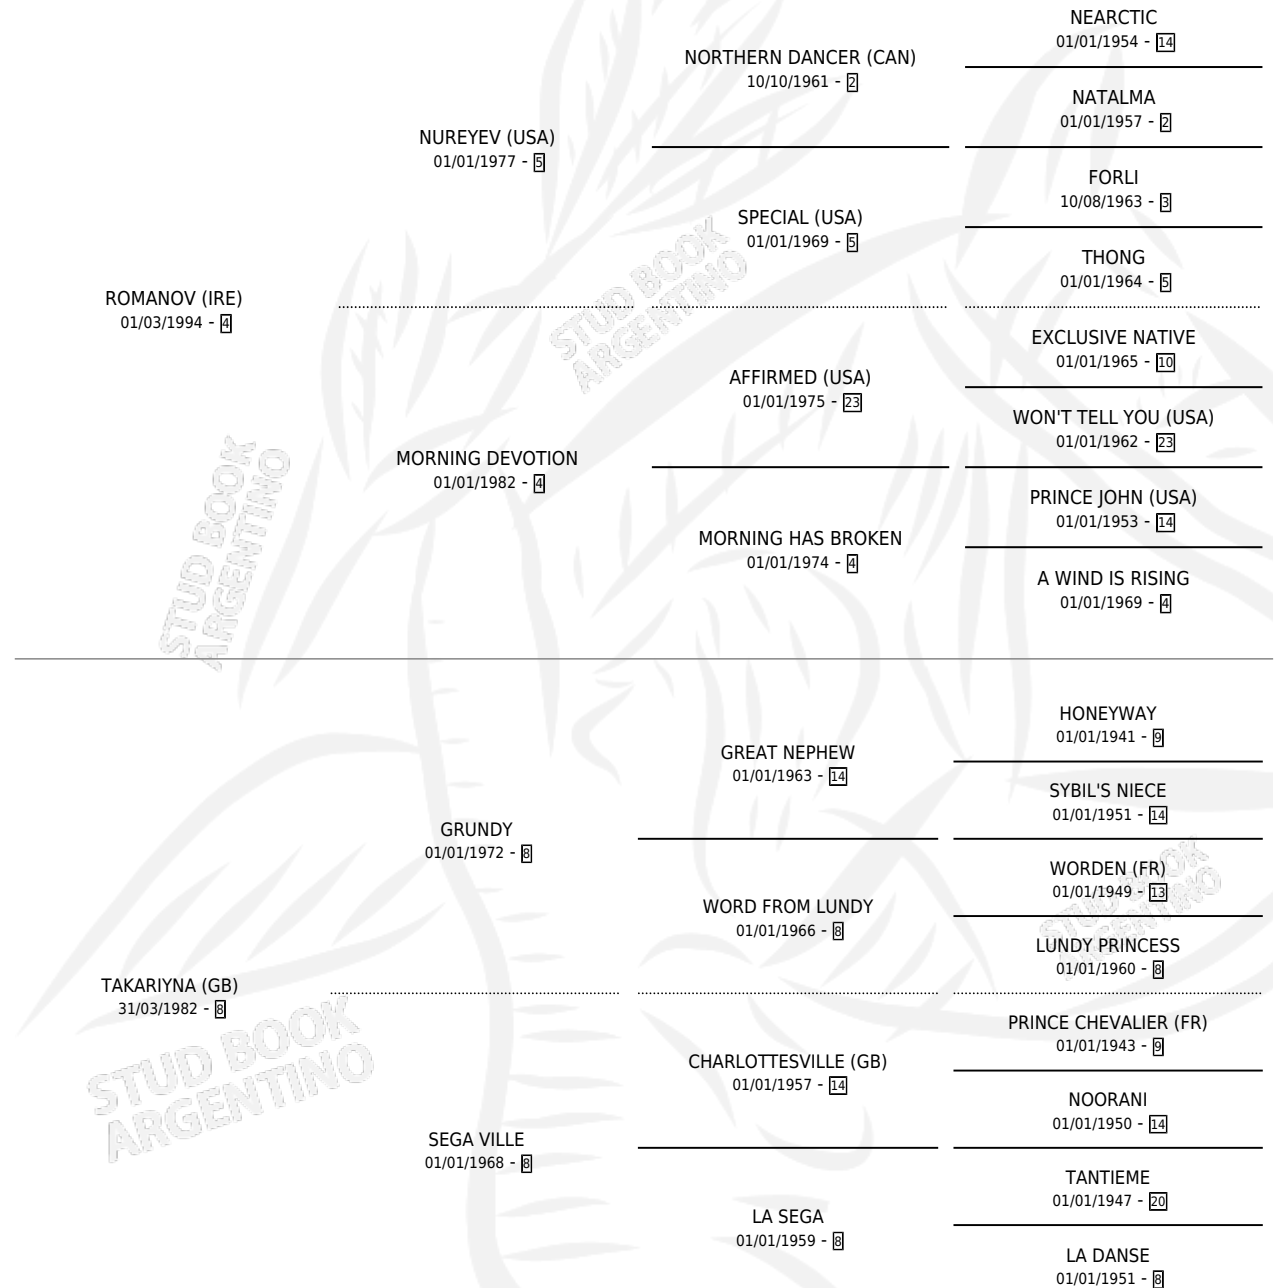 NEARCTIC
01/01/1954 - 14
NORTHERN DANCER (CAN)
10/10/1961 - 2
NATALMA
01/01/1957 - 2
NUREYEV (USA)
01/01/1977 - 5
FORLI
10/08/1963 - 3
SPECIAL (USA)
01/01/1969 - 5
THONG
01/01/1964 - 5
ROMANOV (IRE)
01/03/1994 - 4
EXCLUSIVE NATIVE
01/01/1965 - 10
AFFIRMED (USA)
01/01/1975 - 23
WON'T TELL YOU (USA)
01/01/1962 - 23
MORNING DEVOTION
01/01/1982 - 4
PRINCE JOHN (USA)
01/01/1953 - 14
MORNING HAS BROKEN
01/01/1974 - 4
A WIND IS RISING
01/01/1969 - 4
HONEYWAY
01/01/1941 - 9
GREAT NEPHEW
01/01/1963 - 14
SYBIL'S NIECE
01/01/1951 - 14
GRUNDY
01/01/1972 - 8
WORDEN (FR)
01/01/1949 - 13
WORD FROM LUNDY
01/01/1966 - 8
LUNDY PRINCESS
01/01/1960 - 8
TAKARIYNA (GB)
31/03/1982 - 8
PRINCE CHEVALIER (FR)
01/01/1943 - 9
CHARLOTTESVILLE (GB)
01/01/1957 - 14
NOORANI
01/01/1950 - 14
SEGA VILLE
01/01/1968 - 8
TANTIEME
01/01/1947 - 20
LA SEGA
01/01/1959 - 8
LA DANSE
01/01/1951 - 8
STUD BOOK
ARGENTINO
STUD BOOK
ARGENTINO
STUD BOOK
ARGENTINO
STUD BOOK
ARGENTINO